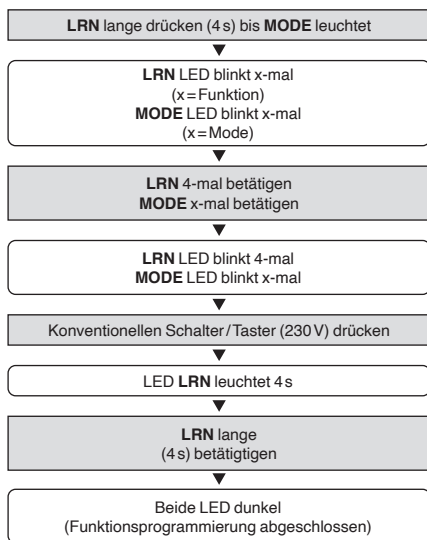 LRN lange drücken (4 s) bis MODE leuchtet
LRN LED blinkt x-mal
(x = Funktion)
MODE LED blinkt x-mal
(x = Mode)
LRN 4-mal betätigen
MODE x-mal betätigen
LRN LED blinkt 4-mal
MODE LED blinkt x-mal
Konventionellen Schalter / Taster (230 V) drücken
LED LRN leuchtet 4 s
LRN lange
(4 s) betätigtigen
Beide LED dunkel
(Funktionsprogrammierung abgeschlossen)